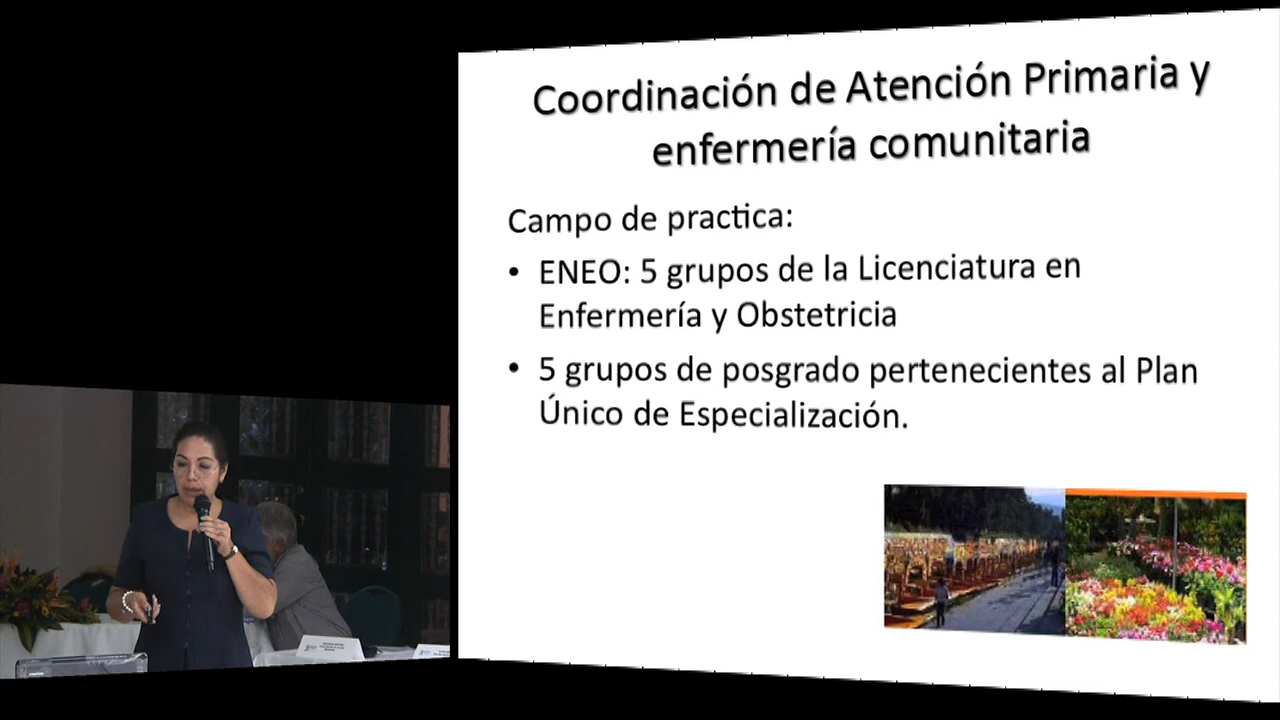 Coordinación de Atención Primaria y
enfermería comunitaria
Campo de practica:
• ENEO: 5 grupos de la Licenciatura en
Enfermería y Obstetricia
• 5 grupos de posgrado pertenecientes al Plan
Único de Especialización.